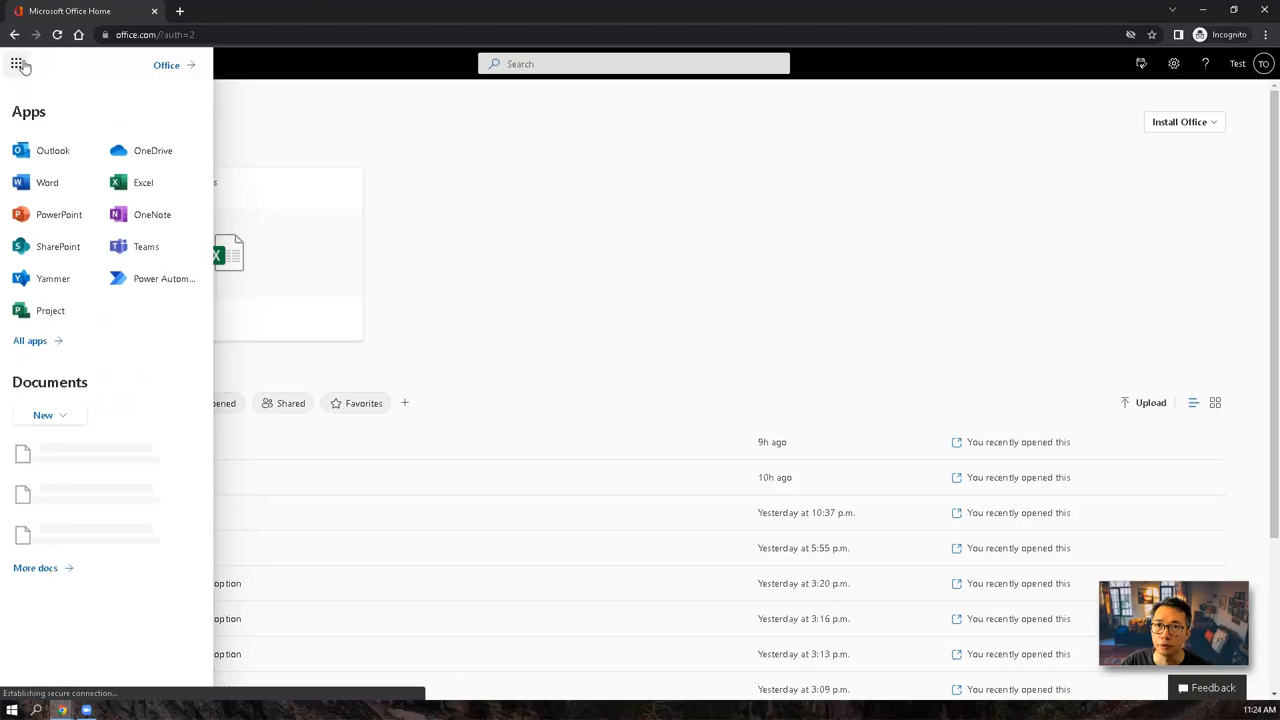 Microsoft Office Home
office.com/?auth=2
Incognito
Office
Search
Test
TO
Apps
Install Office
Outlook
OneDrive
Word
Excel
PowerPoint
OneNote
SharePoint
Teams
Yammer
Power Autom...
Project
All apps
Documents
New
More docs
s
pened
Shared
Favorites
Upload
9h ago
You recently opened this
10h ago
You recently opened this
Yesterday at 10:37 p.m.
You recently opened this
Yesterday at 5:55 p.m.
You recently opened this
option
Yesterday at 3:20 p.m.
You recently opened this
option
Yesterday at 3:16 p.m.
You recently opened this
option
Yesterday at 3:13 p.m.
You recently opened this
Yesterday at 3:09 p.m.
You recently opened this
Feedback
Establishing secure connection...
11:24 AM